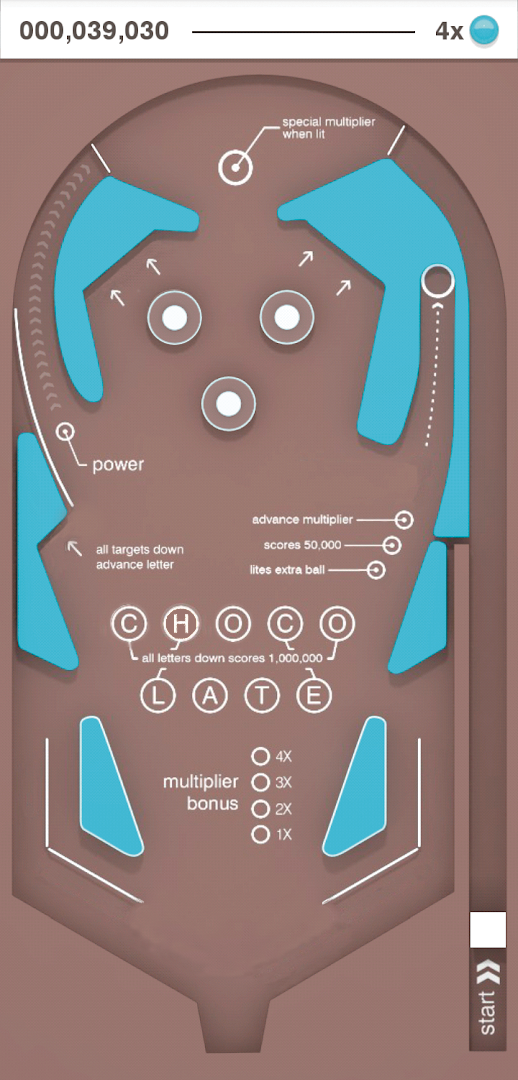 000,039,030 4x
special multiplier
when lit
power
advance multiplier
scores 50,000
lites extra ball
all targets down
advance letter
C H O C O
all letters down scores 1,000,000
L A T E
multiplier
bonus
4X
3X
2X
1X
start